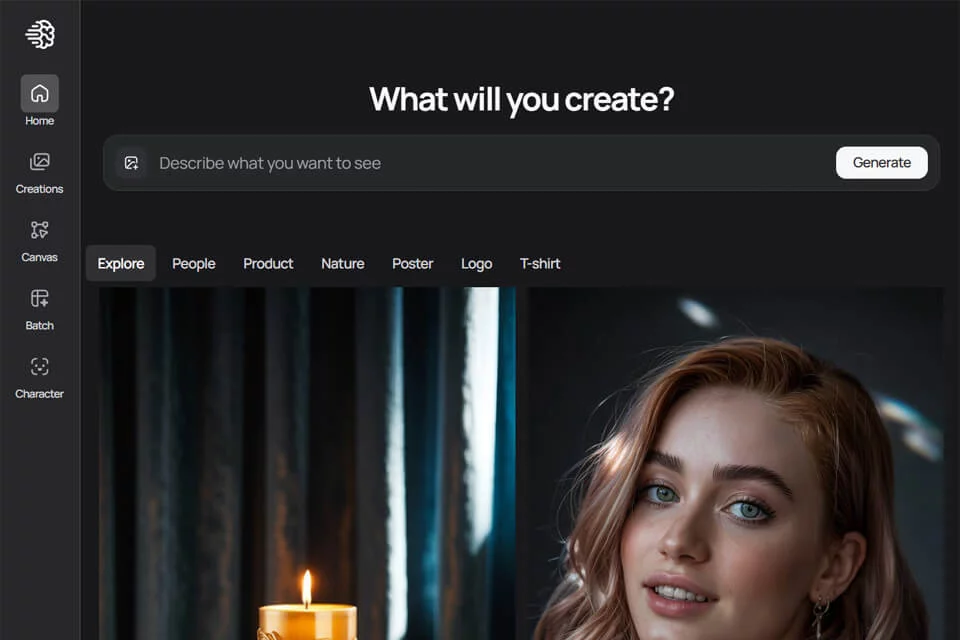 What will you create?
Describe what you want to see
Generate
Home
Creations
Canvas
Batch
Character
Explore
People
Product
Nature
Poster
Logo
T-shirt